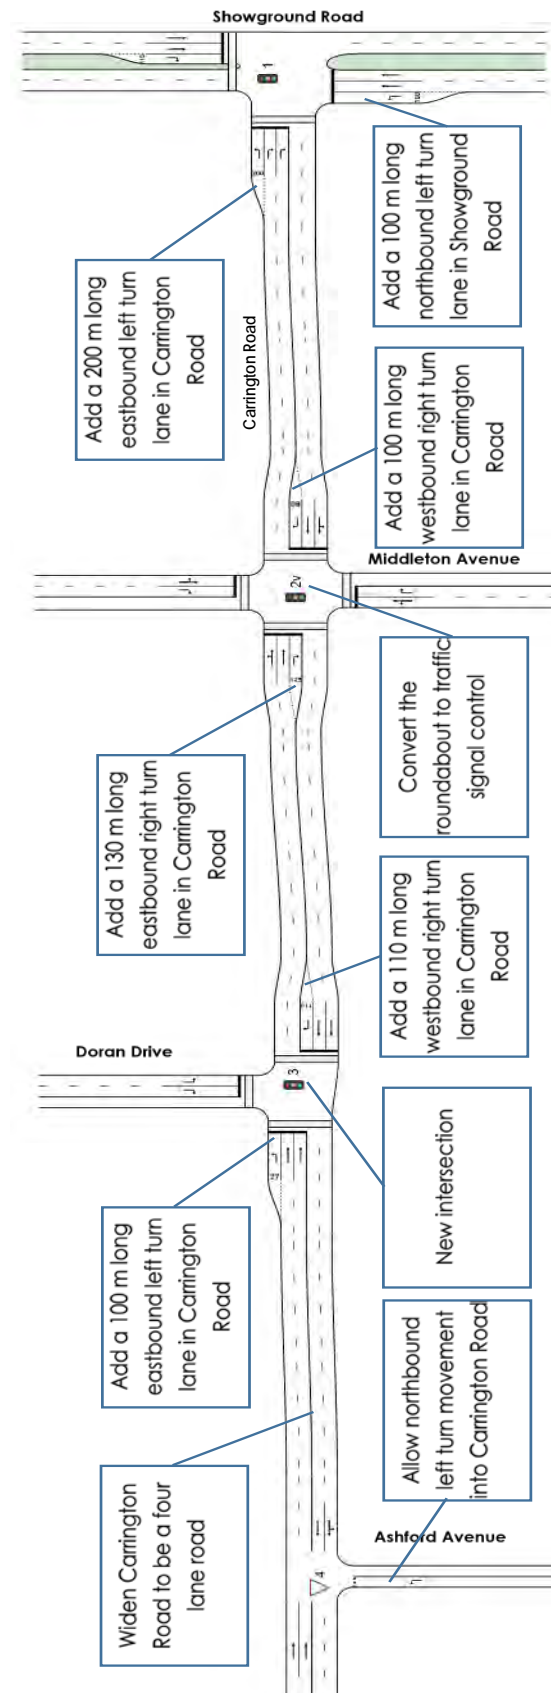 Showground Road
1
Add a 200 m long
eastbound left turn
lane in Carrington
Road
Add a 100 m long
northbound left turn
lane in Showground
Road
Carrington Road
Add a 100 m long
westbound right turn
lane in Carrington
Road
Middleton Avenue
2v
Add a 130 m long
eastbound right turn
lane in Carrington
Road
Convert the
roundabout to traffic
signal control
Add a 110 m long
westbound right turn
lane in Carrington
Road
Doran Drive
3
Add a 100 m long
eastbound left turn
lane in Carrington
Road
New intersection
Widen Carrington
Road to be a four
lane road
Allow northbound
left turn movement
into Carrington Road
Ashford Avenue
4